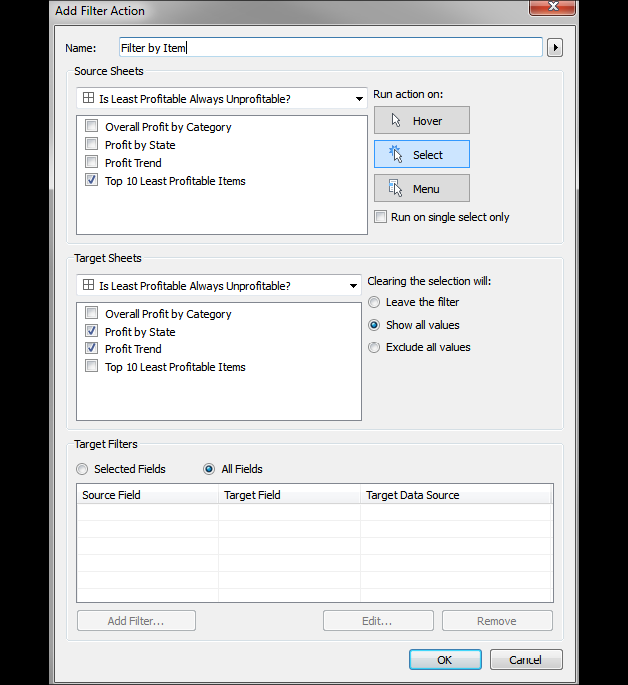 Add Filter Action
Name: Filter by Item
Source Sheets
Is Least Profitable Always Unprofitable?
Overall Profit by Category
Profit by State
Profit Trend
Top 10 Least Profitable Items
Run action on:
Hover
Select
Menu
Run on single select only
Target Sheets
Is Least Profitable Always Unprofitable?
Overall Profit by Category
Profit by State
Profit Trend
Top 10 Least Profitable Items
Clearing the selection will:
Leave the filter
Show all values
Exclude all values
Target Filters
Selected Fields All Fields
Source Field Target Field Target Data Source
Add Filter... Edit... Remove
OK Cancel